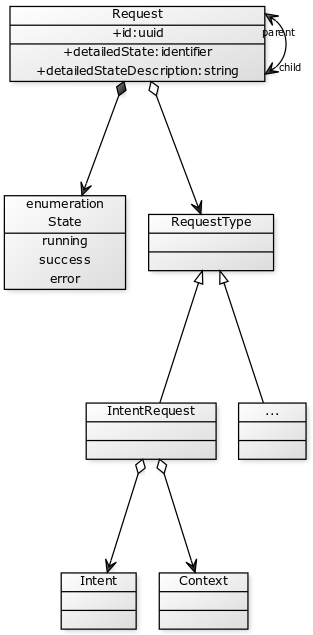 Request
+id:uuid
+detailedState:identifier
+detailedStateDescription:string
parent
child
enumeration
State
running
success
error
RequestType
IntentRequest
...
Intent
Context